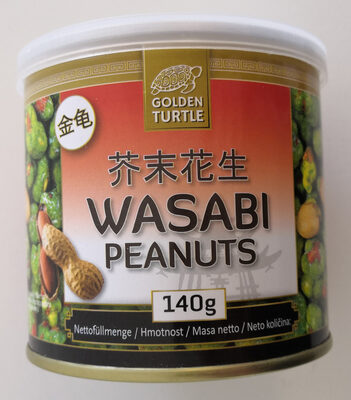 GOLDEN
TURTLE
金龟
芥末花生
WASABI
PEANUTS
140g
Nettofüllmenge / Hmotnost / Masa netto / Neto količina: